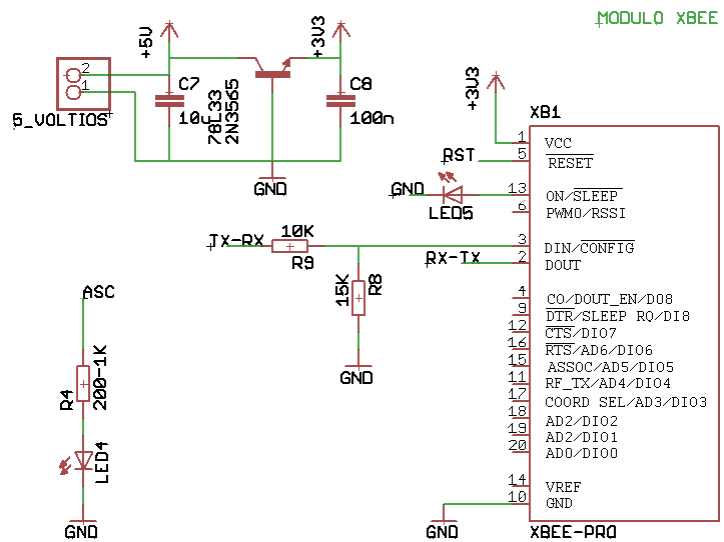 MODULO XBEE
+5V
+3V3
2
1
5_VOLTIOS
C7
10u
78L33
2N3565
C8
100n
GND
+3V3
XB1
1 VCC
RST 5 RESET
GND LED5 13 ON/SLEEP
6 PWM0/RSSI
TX-RX 10K R9 3 DIN/CONFIG
RX-TX 2 DOUT
15K R8
GND
4 CO/DOUT_EN/DO8
9 DTR/SLEEP RQ/DI8
12 CTS/DIO7
16 RTS/AD6/DIO6
15 ASSOC/AD5/DIO5
11 RF_TX/AD4/DIO4
17 COORD SEL/AD3/DIO3
18 AD2/DIO2
19 AD2/DIO1
20 AD0/DIO0
14 VREF
10 GND
GND
XBEE-PRO
ASC
R4
200-1K
LED4
GND